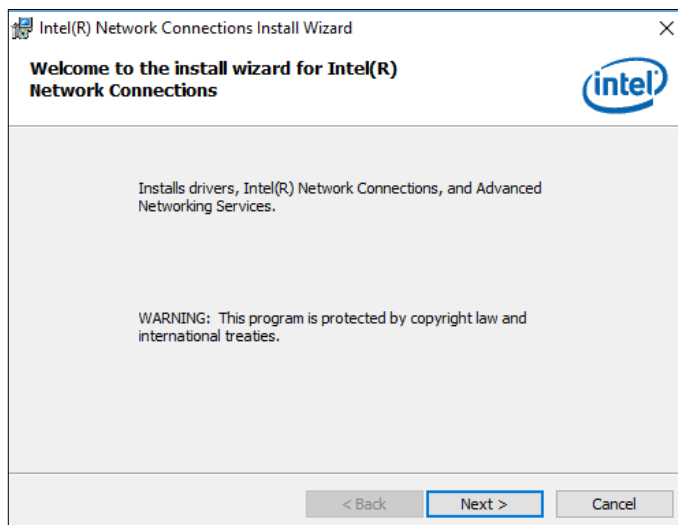 Intel(R) Network Connections Install Wizard
Welcome to the install wizard for Intel(R)
Network Connections
intel
Installs drivers, Intel(R) Network Connections, and Advanced
Networking Services.
WARNING: This program is protected by copyright law and
international treaties.
< Back
Next >
Cancel